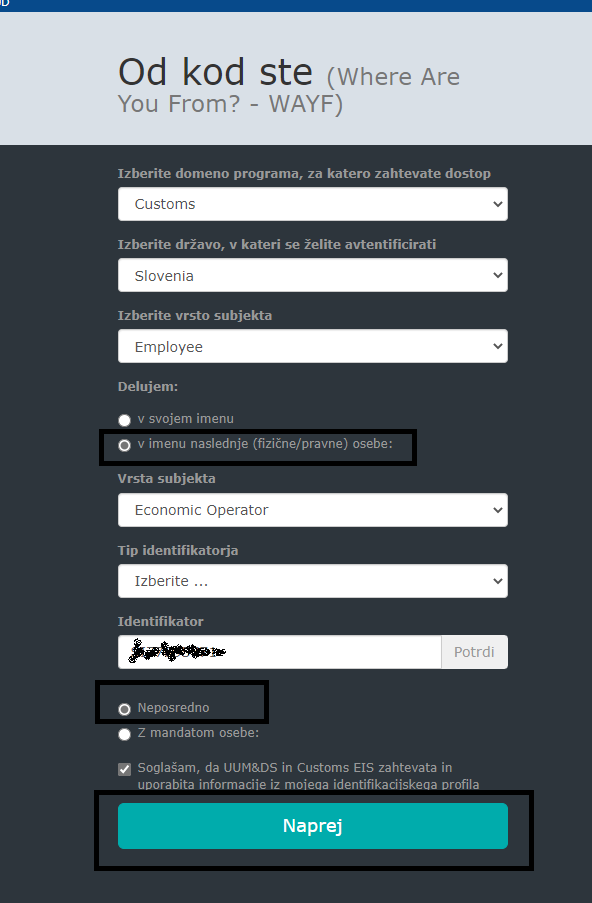 Od kod ste (Where Are
You From? - WAYF)
Izberite domeno programa, za katero zahtevate dostop
Customs
Izberite državo, v kateri se želite avtentificirati
Slovenia
Izberite vrsto subjekta
Employee
Delujem:
v svojem imenu
v imenu naslednje (fizične/pravne) osebe:
Vrsta subjekta
Economic Operator
Tip identifikatorja
Izberite ...
Identifikator
Potrdi
Neposredno
Z mandatom osebe:
Soglašam, da UUM&DS in Customs EIS zahtevata in
uporabita informacije iz mojega identifikacijskega profila
Naprej